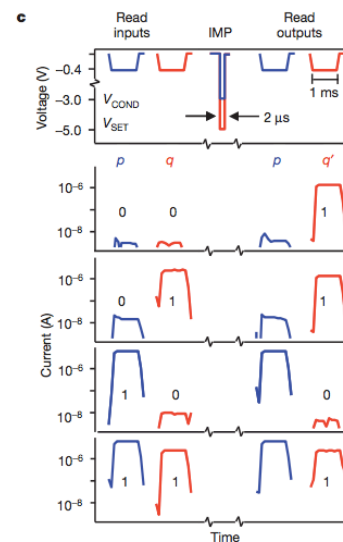 c
Read inputs IMP Read outputs
Voltage (V)
−0.4
−3.0
−5.0
V_COND
V_SET
2 μs
1 ms
p q p q′
Current (A)
10⁻⁶
10⁻⁸
0 0 1
10⁻⁶
10⁻⁸
0 1 1
10⁻⁶
10⁻⁸
1 0 0
10⁻⁶
10⁻⁸
1 1 1
Time